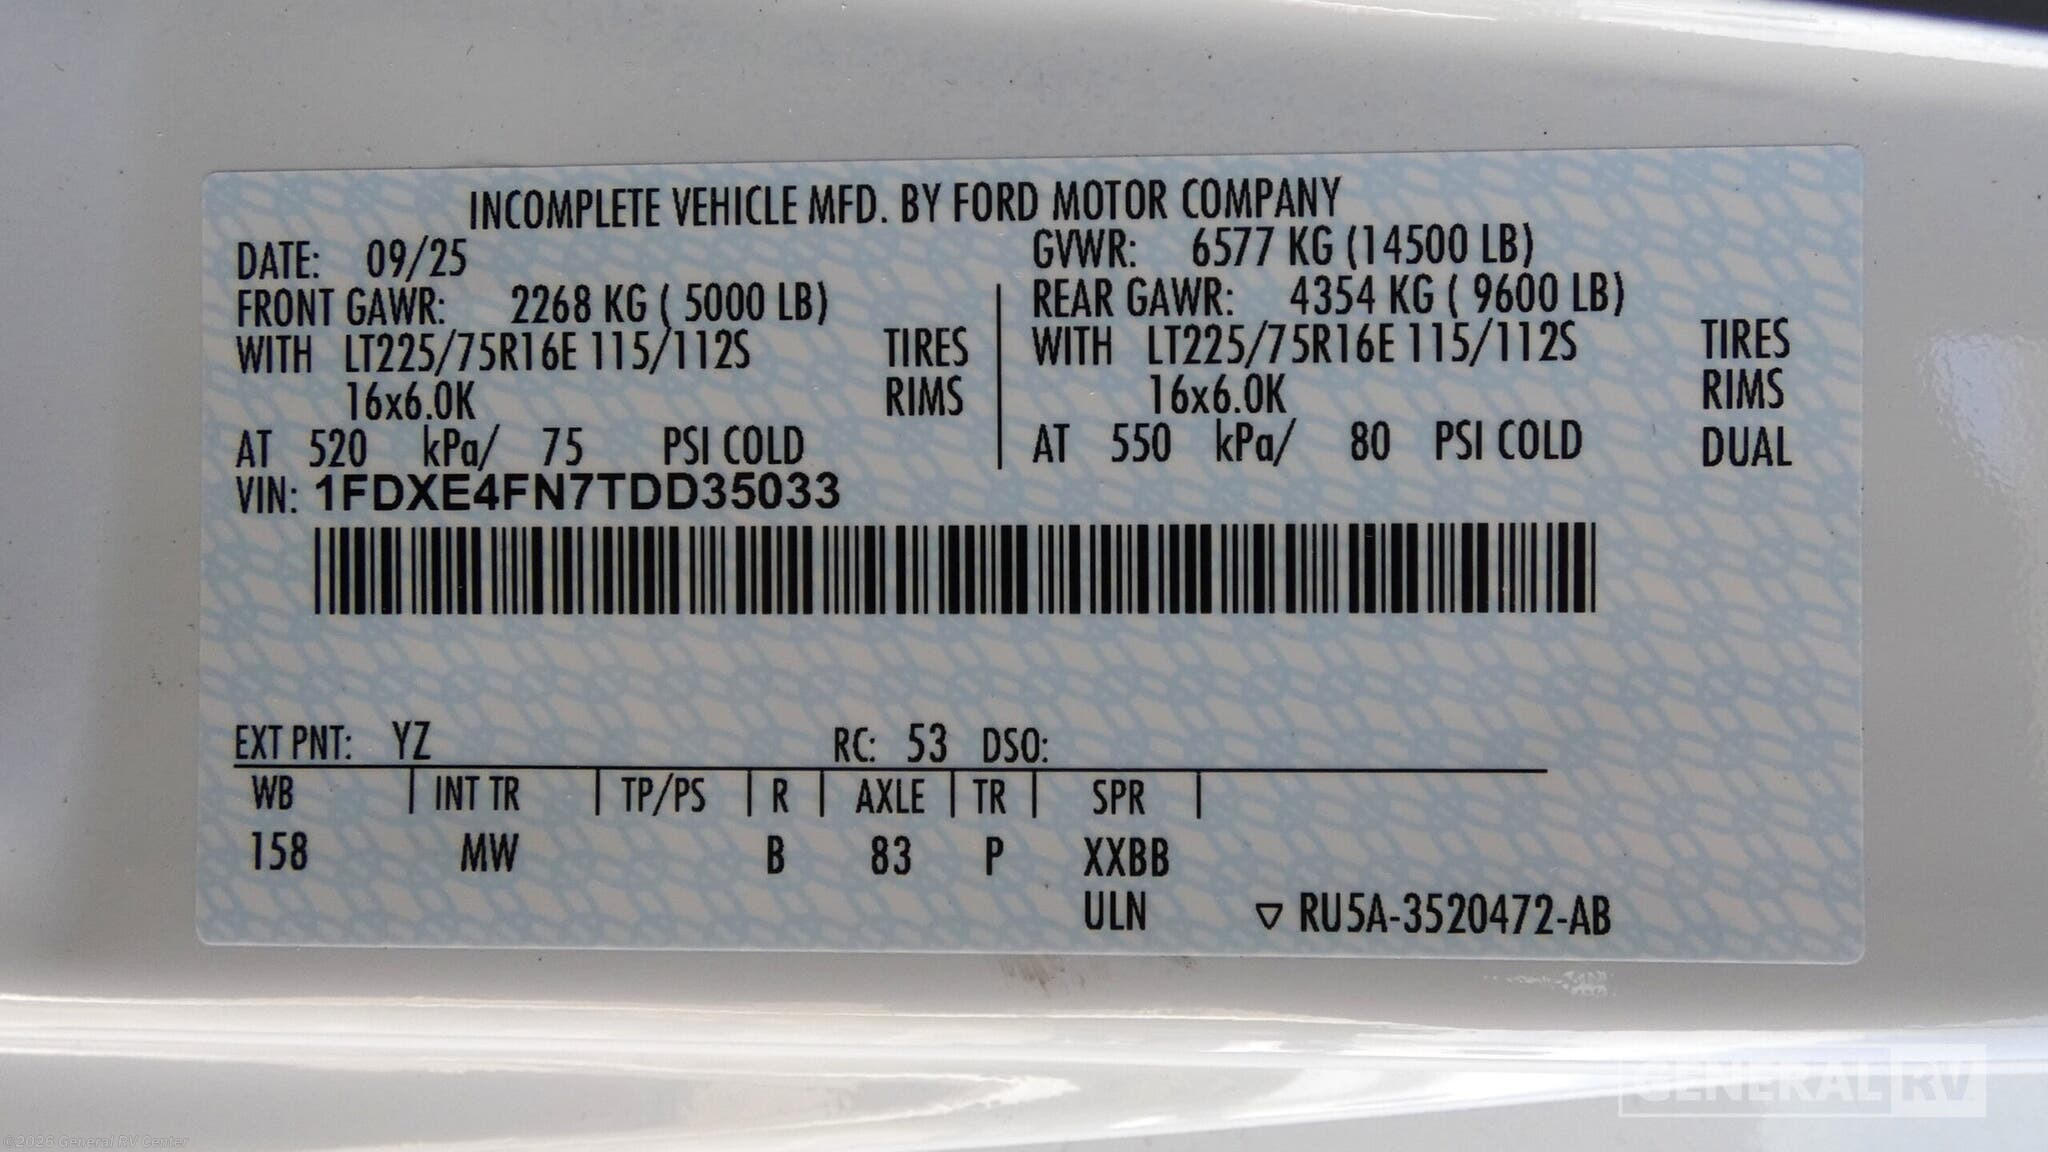 INCOMPLETE VEHICLE MFD. BY FORD MOTOR COMPANY
DATE: 09/25 GVWR: 6577 KG (14500 LB)
FRONT GAWR: 2268 KG ( 5000 LB) REAR GAWR: 4354 KG ( 9600 LB)
WITH LT225/75R16E 115/112S TIRES WITH LT225/75R16E 115/112S TIRES
16x6.0K RIMS 16x6.0K RIMS
AT 520 kPa/ 75 PSI COLD AT 550 kPa/ 80 PSI COLD DUAL
VIN: 1FDXE4FN7TDD35033
EXT PNT: YZ RC: 53 DSO:
WB | INT TR | TP/PS | R | AXLE | TR | SPR |
158 MW B 83 P XXBB
ULN ▽ RU5A-3520472-AB
GENERAL RV
©2026 General RV Center